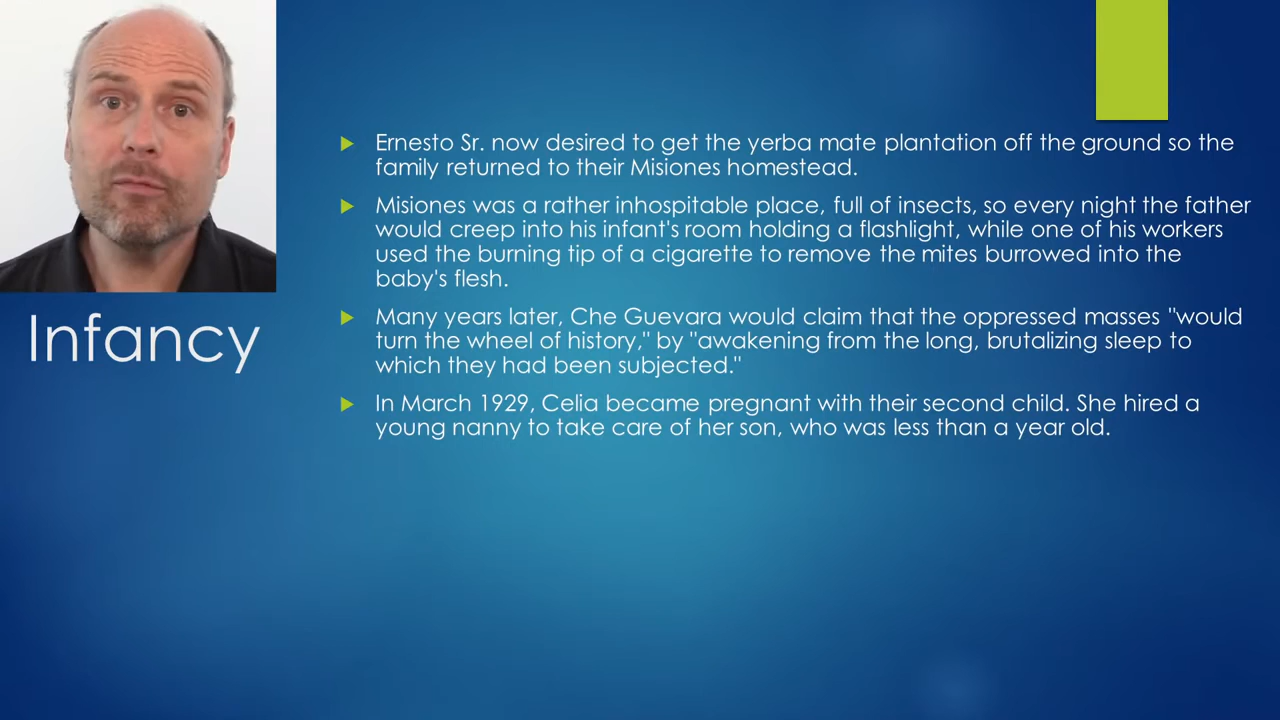 Infancy
Ernesto Sr. now desired to get the yerba mate plantation off the ground so the
family returned to their Misiones homestead.
Misiones was a rather inhospitable place, full of insects, so every night the father
would creep into his infant's room holding a flashlight, while one of his workers
used the burning tip of a cigarette to remove the mites burrowed into the
baby's flesh.
Many years later, Che Guevara would claim that the oppressed masses "would
turn the wheel of history," by "awakening from the long, brutalizing sleep to
which they had been subjected."
In March 1929, Celia became pregnant with their second child. She hired a
young nanny to take care of her son, who was less than a year old.